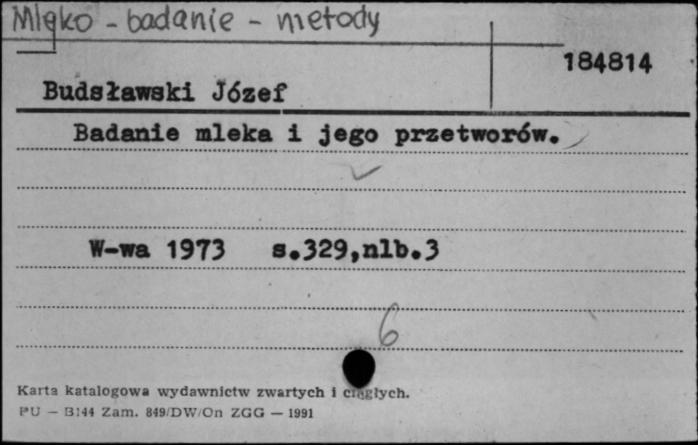 Mleko - badanie - metody
184814
Budsławski Józef
Badanie mleka i jego przetworów.
W-wa 1973 s.329,nlb.3
6
Karta katalogowa wydawnictw zwartych i ciągłych.
PU — B144 Zam. 849/DW/On ZGG — 1991